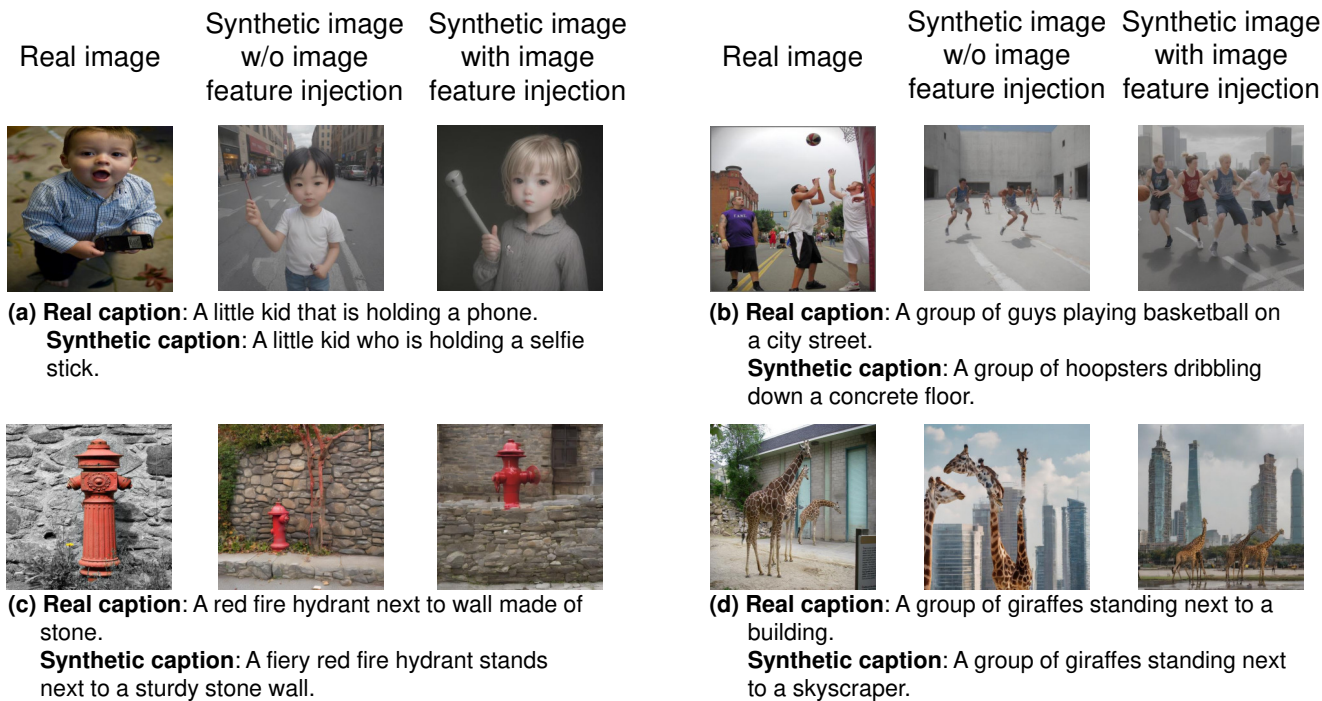 Real image
Synthetic image
w/o image
feature injection
Synthetic image
with image
feature injection
Real image
Synthetic image
w/o image
feature injection
Synthetic image
with image
feature injection
(a) Real caption: A little kid that is holding a phone.
Synthetic caption: A little kid who is holding a selfie
stick.
(b) Real caption: A group of guys playing basketball on
a city street.
Synthetic caption: A group of hoopsters dribbling
down a concrete floor.
(c) Real caption: A red fire hydrant next to wall made of
stone.
Synthetic caption: A fiery red fire hydrant stands
next to a sturdy stone wall.
(d) Real caption: A group of giraffes standing next to a
building.
Synthetic caption: A group of giraffes standing next
to a skyscraper.